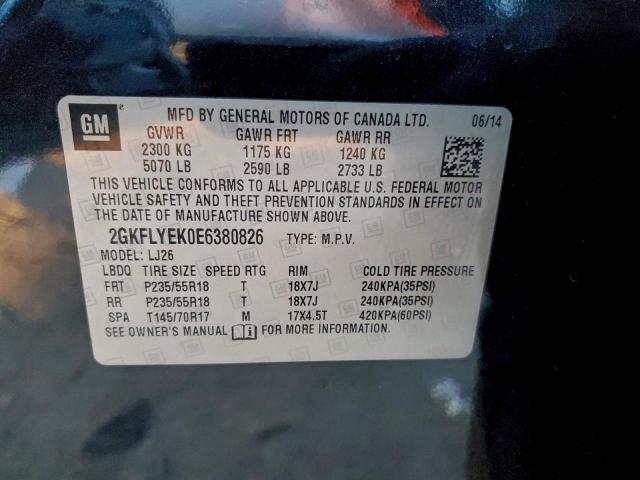 GM
MFD BY GENERAL MOTORS OF CANADA LTD. 06/14
GVWR GAWR FRT GAWR RR
2300 KG 1175 KG 1240 KG
5070 LB 2590 LB 2733 LB
THIS VEHICLE CONFORMS TO ALL APPLICABLE U.S. FEDERAL MOTOR
VEHICLE SAFETY AND THEFT PREVENTION STANDARDS IN EFFECT ON
THE DATE OF MANUFACTURE SHOWN ABOVE.
2GKFLYEK0E6380826 TYPE: M.P.V.
MODEL: LJ26
LBDQ TIRE SIZE SPEED RTG RIM COLD TIRE PRESSURE
FRT P235/55R18 T 18X7J 240KPA(35PSI)
RR P235/55R18 T 18X7J 240KPA(35PSI)
SPA T145/70R17 M 17X4.5T 420KPA(60PSI)
SEE OWNER'S MANUAL FOR MORE INFORMATION